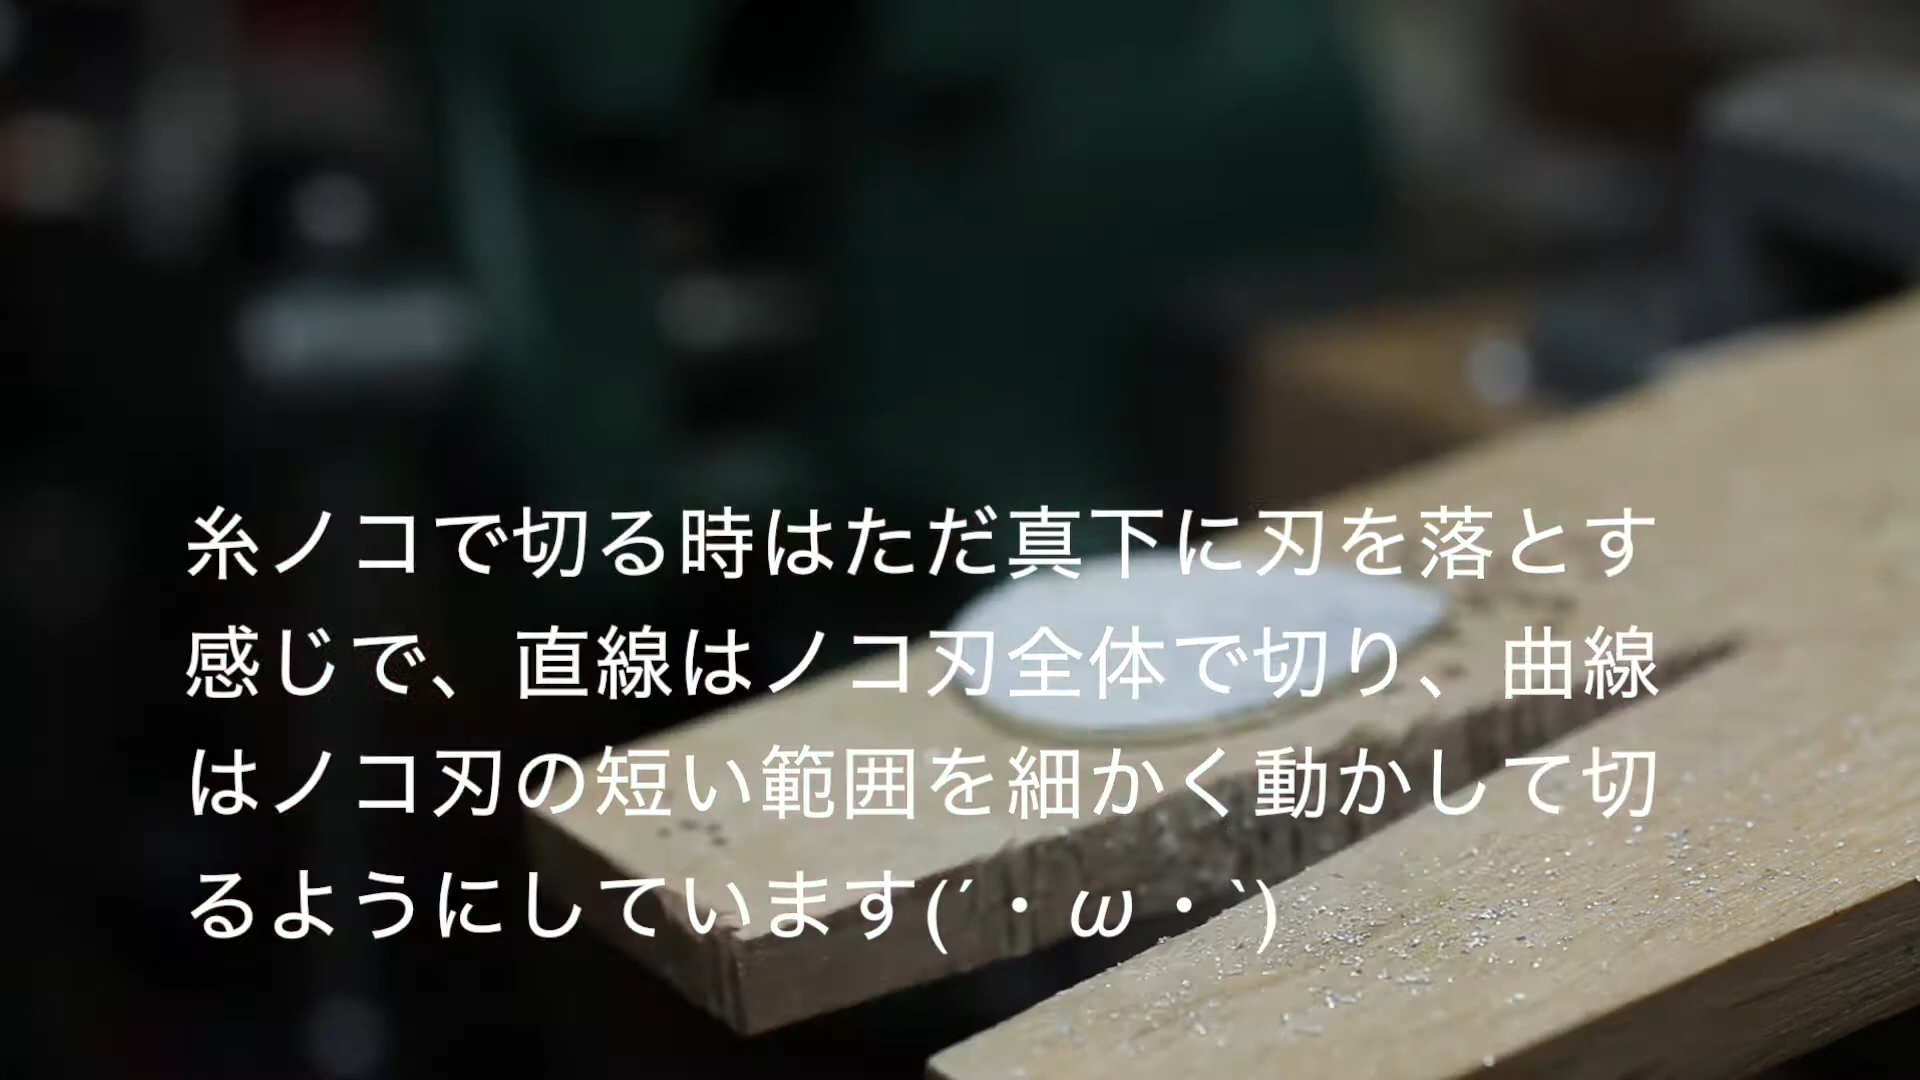 糸ノコで切る時はただ真下に刃を落とす
感じで、直線はノコ刃全体で切り、曲線
はノコ刃の短い範囲を細かく動かして切
るようにしています(´・ω・`)